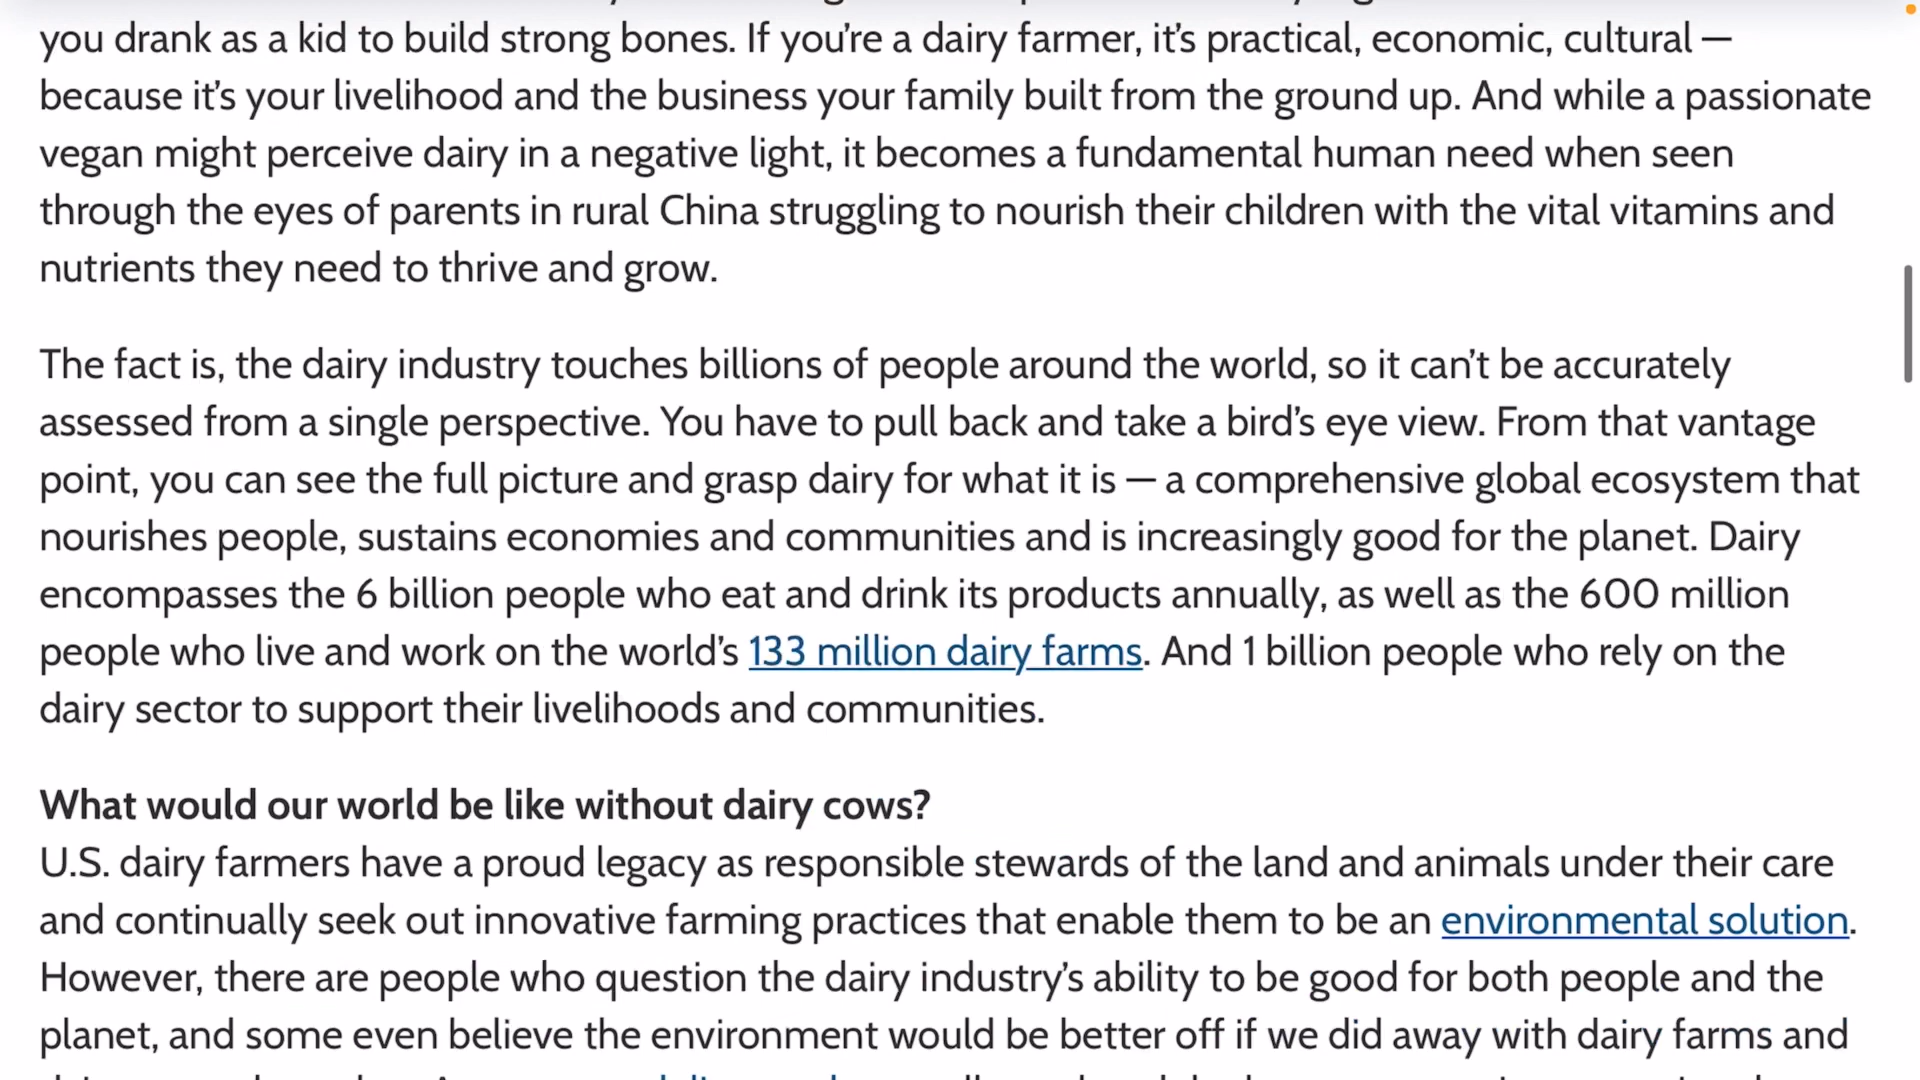 you drank as a kid to build strong bones. If you're a dairy farmer, it's practical, economic, cultural —
because it's your livelihood and the business your family built from the ground up. And while a passionate
vegan might perceive dairy in a negative light, it becomes a fundamental human need when seen
through the eyes of parents in rural China struggling to nourish their children with the vital vitamins and
nutrients they need to thrive and grow.
The fact is, the dairy industry touches billions of people around the world, so it can't be accurately
assessed from a single perspective. You have to pull back and take a bird's eye view. From that vantage
point, you can see the full picture and grasp dairy for what it is — a comprehensive global ecosystem that
nourishes people, sustains economies and communities and is increasingly good for the planet. Dairy
encompasses the 6 billion people who eat and drink its products annually, as well as the 600 million
people who live and work on the world's 133 million dairy farms. And 1 billion people who rely on the
dairy sector to support their livelihoods and communities.
What would our world be like without dairy cows?
U.S. dairy farmers have a proud legacy as responsible stewards of the land and animals under their care
and continually seek out innovative farming practices that enable them to be an environmental solution.
However, there are people who question the dairy industry's ability to be good for both people and the
planet, and some even believe the environment would be better off if we did away with dairy farms and